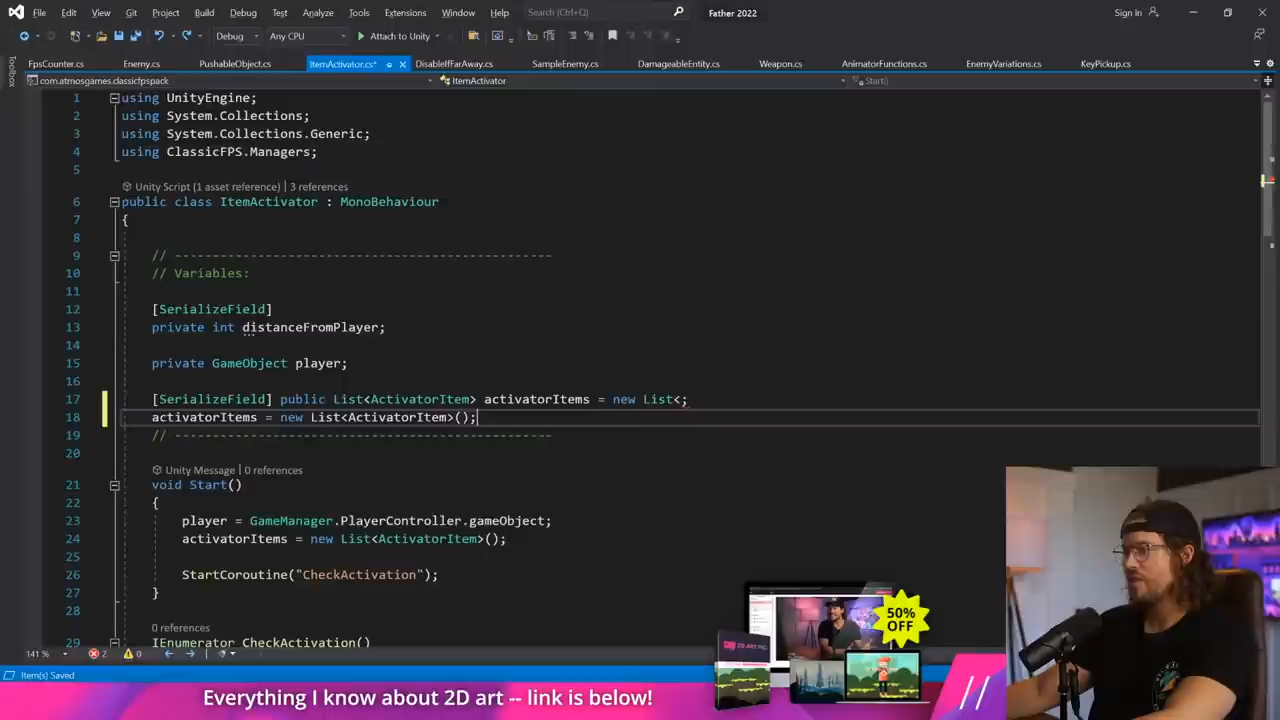 File Edit View Git Project Build Debug Test Analyze Tools Extensions Window Help Search (Ctrl+Q) Father 2022 Sign in
Debug Any CPU Attach to Unity
FpsCounter.cs Enemy.cs PushableObject.cs ItemActivator.cs* DisableIfFarAway.cs SampleEnemy.cs DamageableEntity.cs Weapon.cs AnimatorFunctions.cs EnemyVariations.cs KeyPickup.cs
Toolbox
com.atmosgames.classicfpspack ItemActivator Start()
1 using UnityEngine;
2 using System.Collections;
3 using System.Collections.Generic;
4 using ClassicFPS.Managers;
5
Unity Script (1 asset reference) | 3 references
6 public class ItemActivator : MonoBehaviour
7 {
8
9 // --------------------------------------------------
10 // Variables:
11
12 [SerializeField]
13 private int distanceFromPlayer;
14
15 private GameObject player;
16
17 [SerializeField] public List<ActivatorItem> activatorItems = new List<;
18 activatorItems = new List<ActivatorItem>();
19 // --------------------------------------------------
20
Unity Message | 0 references
21 void Start()
22 {
23 player = GameManager.PlayerController.gameObject;
24 activatorItems = new List<ActivatorItem>();
25
26 StartCoroutine("CheckActivation");
27 }
28
0 references
29 IEnumerator CheckActivation()
141 % 2 0
Item(s) Saved
50%
OFF
2D ART
Everything I know about 2D art -- link is below! //